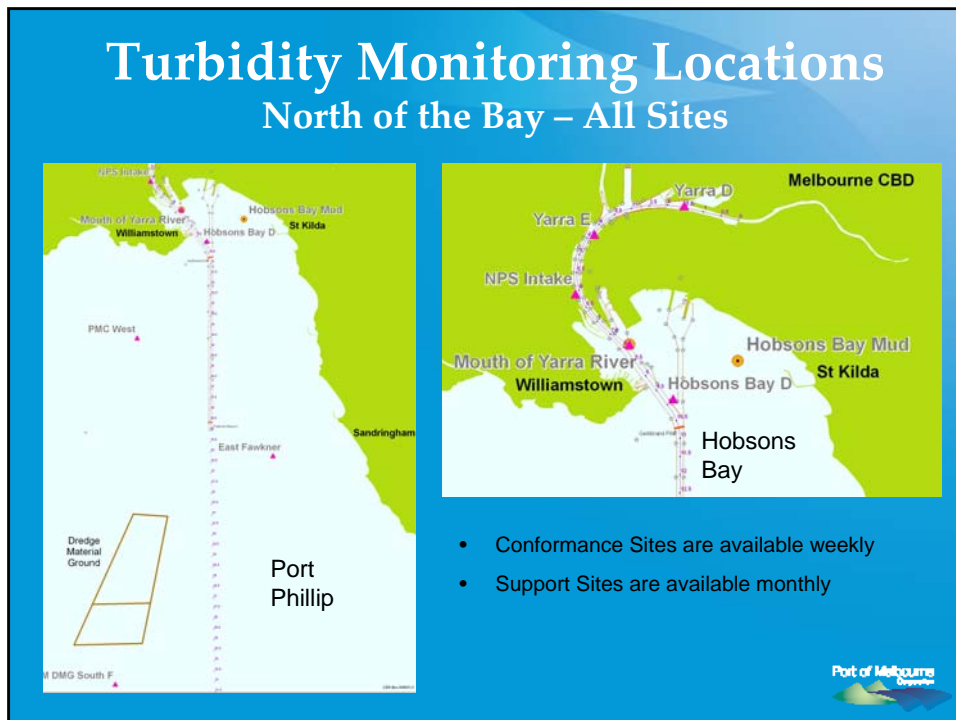 Turbidity Monitoring Locations
North of the Bay – All Sites
NPS Intake
Mouth of Yarra River
Williamstown
Hobsons Bay Mud
St Kilda
Hobsons Bay D
PMC West
Sandringham
East Fawkner
Dredge
Material
Ground
Port
Phillip
M DMG South F
Melbourne CBD
Yarra D
Yarra E
NPS Intake
Hobsons Bay Mud
Mouth of Yarra River
St Kilda
Williamstown
Hobsons Bay D
Hobsons
Bay
• Conformance Sites are available weekly
• Support Sites are available monthly
Port of Melbourne
Corporation